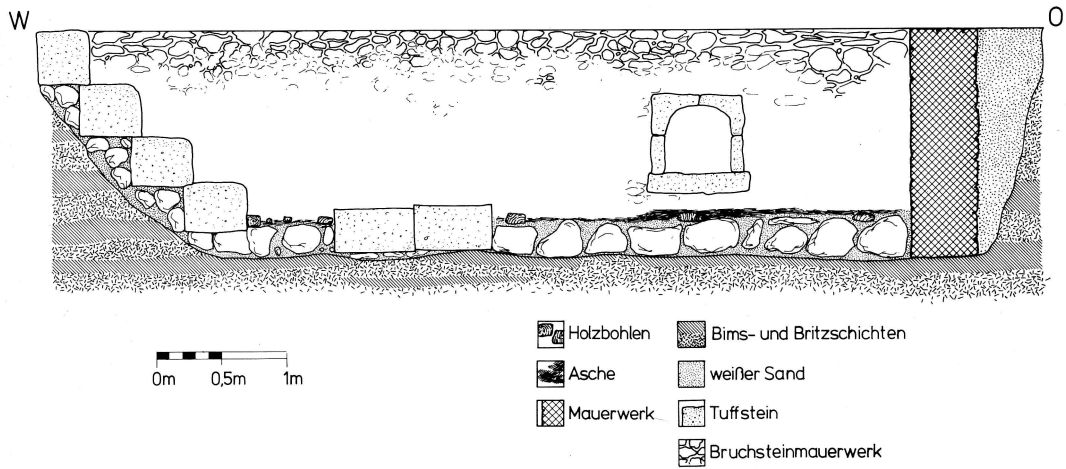 W
O
0m 0,5m 1m
Holzbohlen
Asche
Mauerwerk
Bims- und Britzschichten
weißer Sand
Tuffstein
Bruchsteinmauerwerk